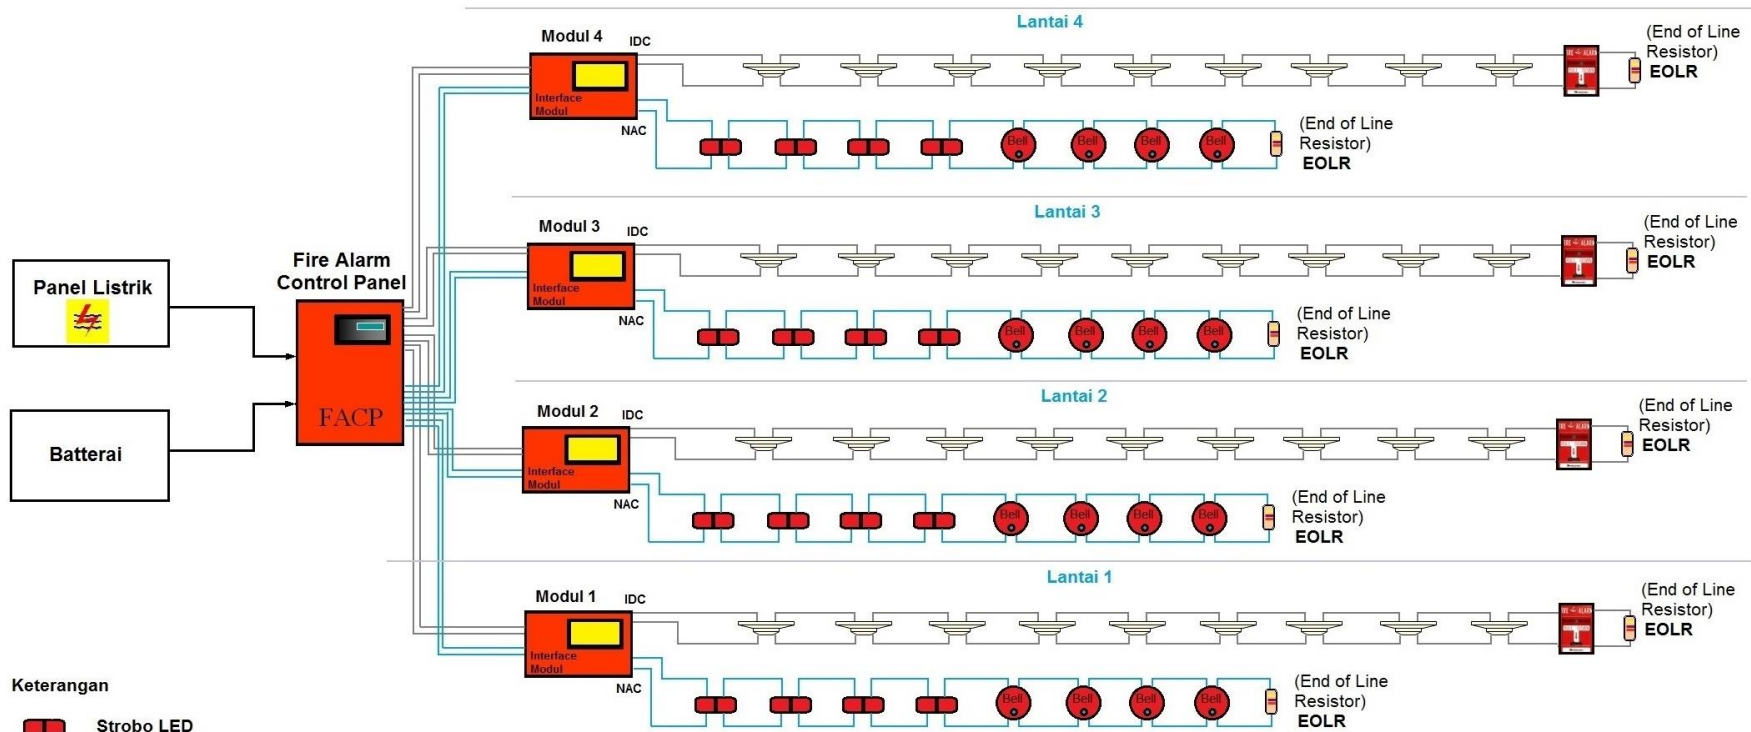 Lantai 4
Modul 4
IDC
Interface
Modul
NAC
(End of Line
Resistor)
EOLR
Bell
Bell
Bell
Bell
(End of Line
Resistor)
EOLR
Lantai 3
Modul 3
IDC
Interface
Modul
NAC
(End of Line
Resistor)
EOLR
Bell
Bell
Bell
Bell
(End of Line
Resistor)
EOLR
Panel Listrik
Fire Alarm
Control Panel
FACP
Batterai
Lantai 2
Modul 2
IDC
Interface
Modul
NAC
(End of Line
Resistor)
EOLR
Bell
Bell
Bell
Bell
(End of Line
Resistor)
EOLR
Lantai 1
Modul 1
IDC
Interface
Modul
NAC
(End of Line
Resistor)
EOLR
Bell
Bell
Bell
Bell
(End of Line
Resistor)
EOLR
Keterangan
Strobo LED